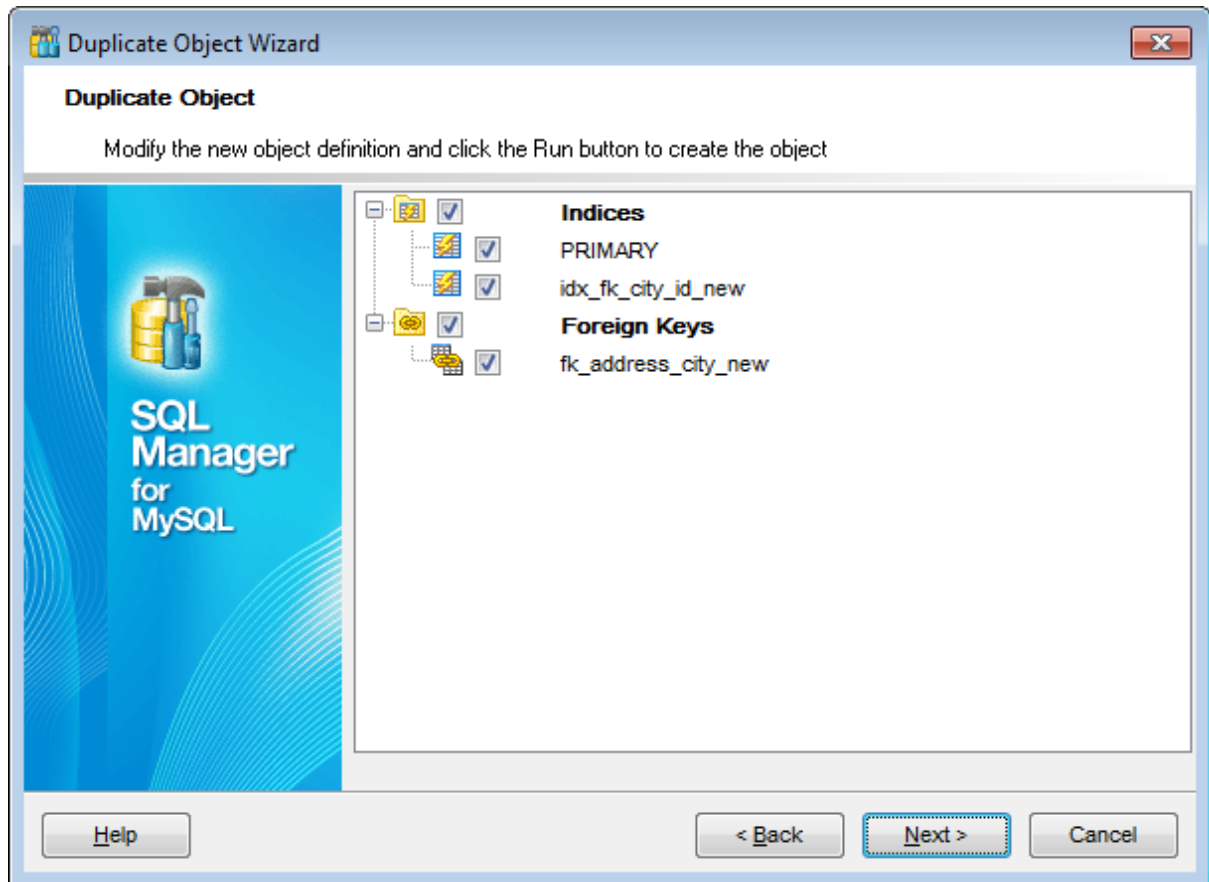 Duplicate Object Wizard
Duplicate Object
Modify the new object definition and click the Run button to create the object
Indices
PRIMARY
idx_fk_city_id_new
Foreign Keys
fk_address_city_new
SQL
Manager
for
MySQL
Help
< Back
Next >
Cancel